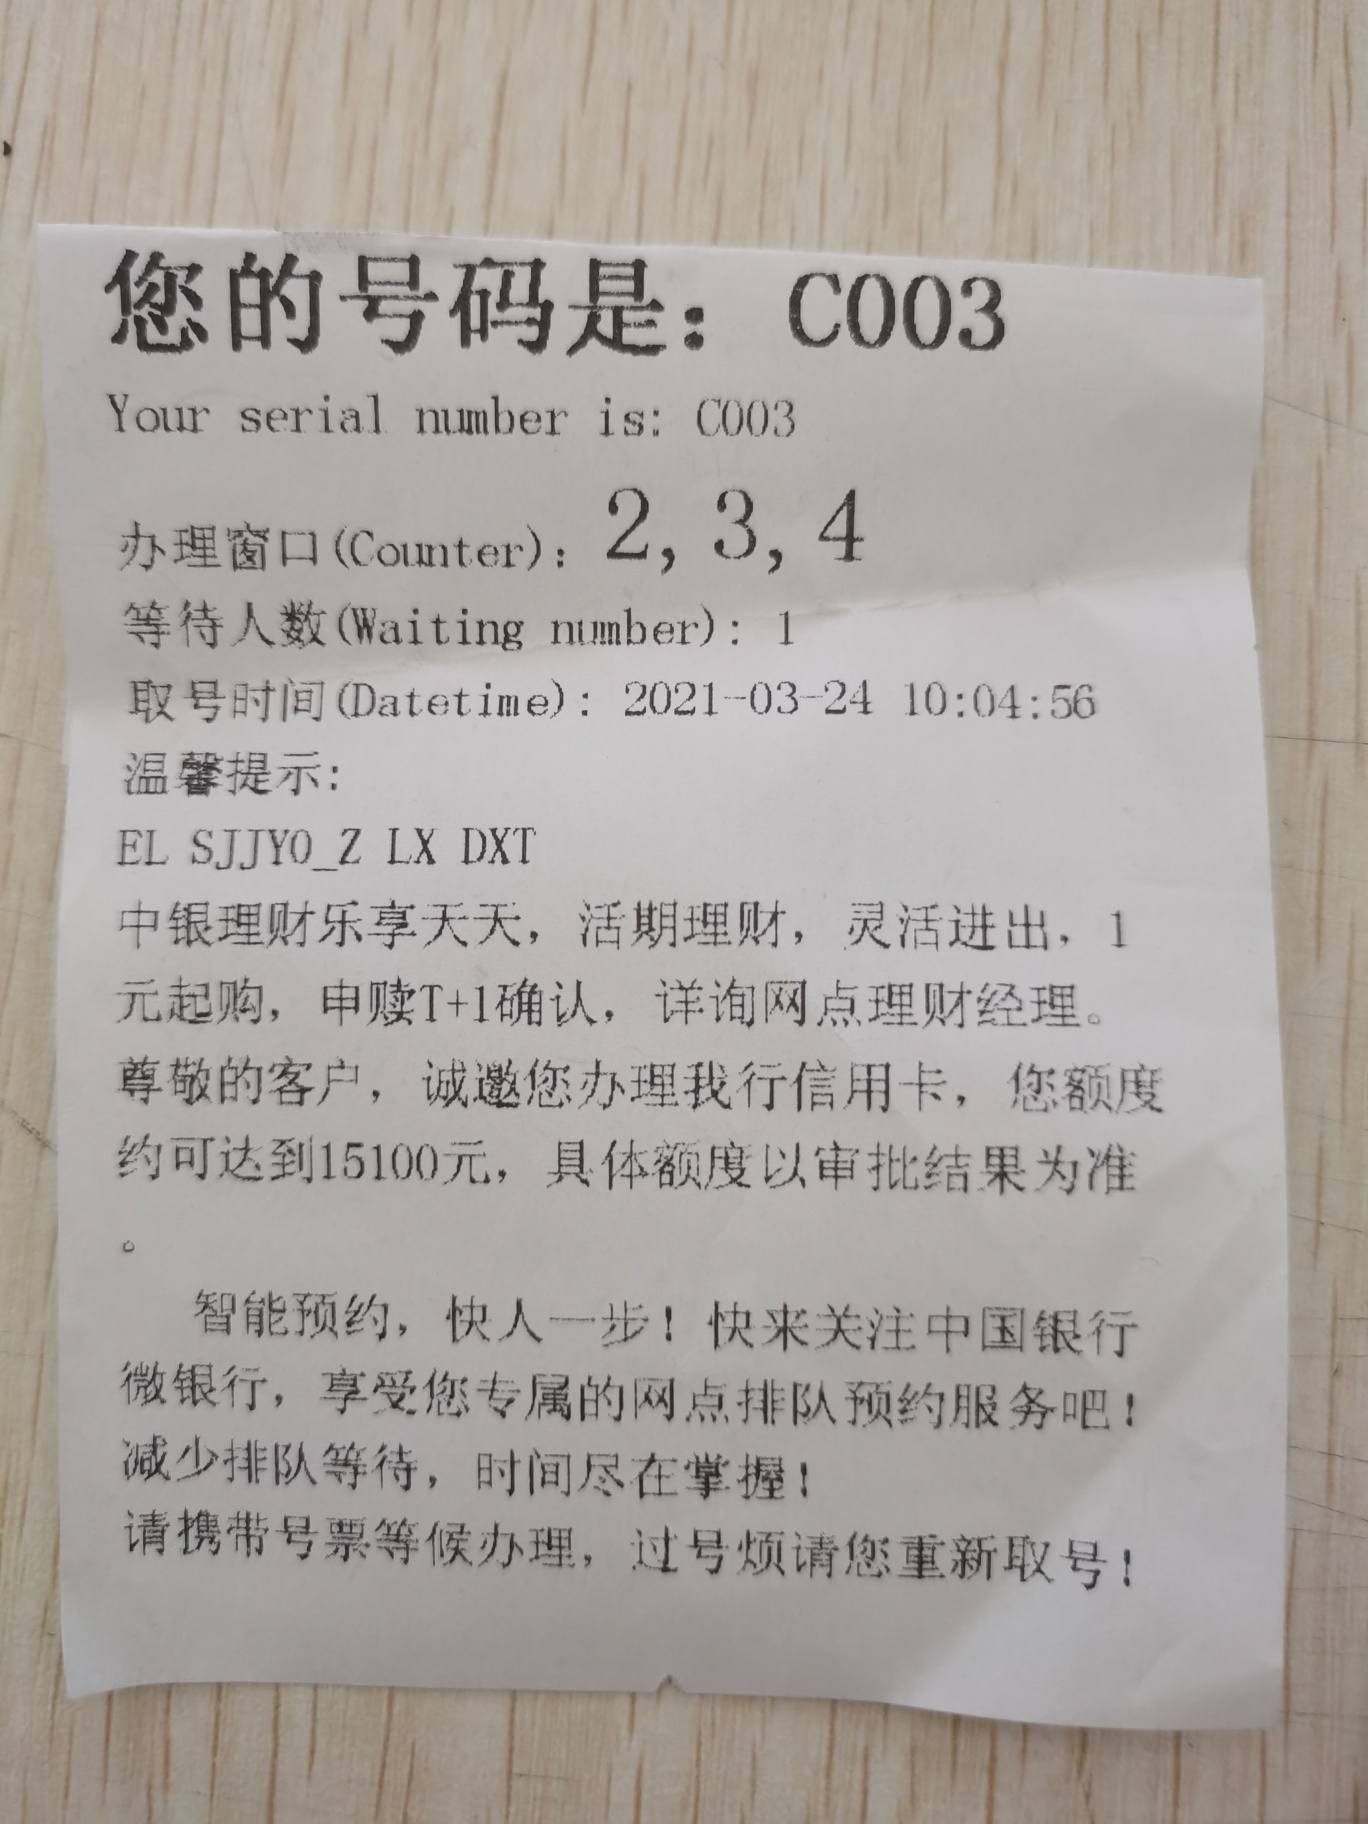 您的号码是：C003
Your serial number is: C003
办理窗口(Counter)：2,3,4
等待人数(Waiting number): 1
取号时间(Datetime): 2021-03-24 10:04:56
温馨提示:
EL SJJY0_Z LX DXT
中银理财乐享天天，活期理财，灵活进出，1
元起购，申赎T+1确认，详询网点理财经理。
尊敬的客户，诚邀您办理我行信用卡，您额度
约可达到15100元，具体额度以审批结果为准
。
智能预约，快人一步！快来关注中国银行
微银行，享受您专属的网点排队预约服务吧！
减少排队等待，时间尽在掌握！
请携带号票等候办理，过号烦请您重新取号！